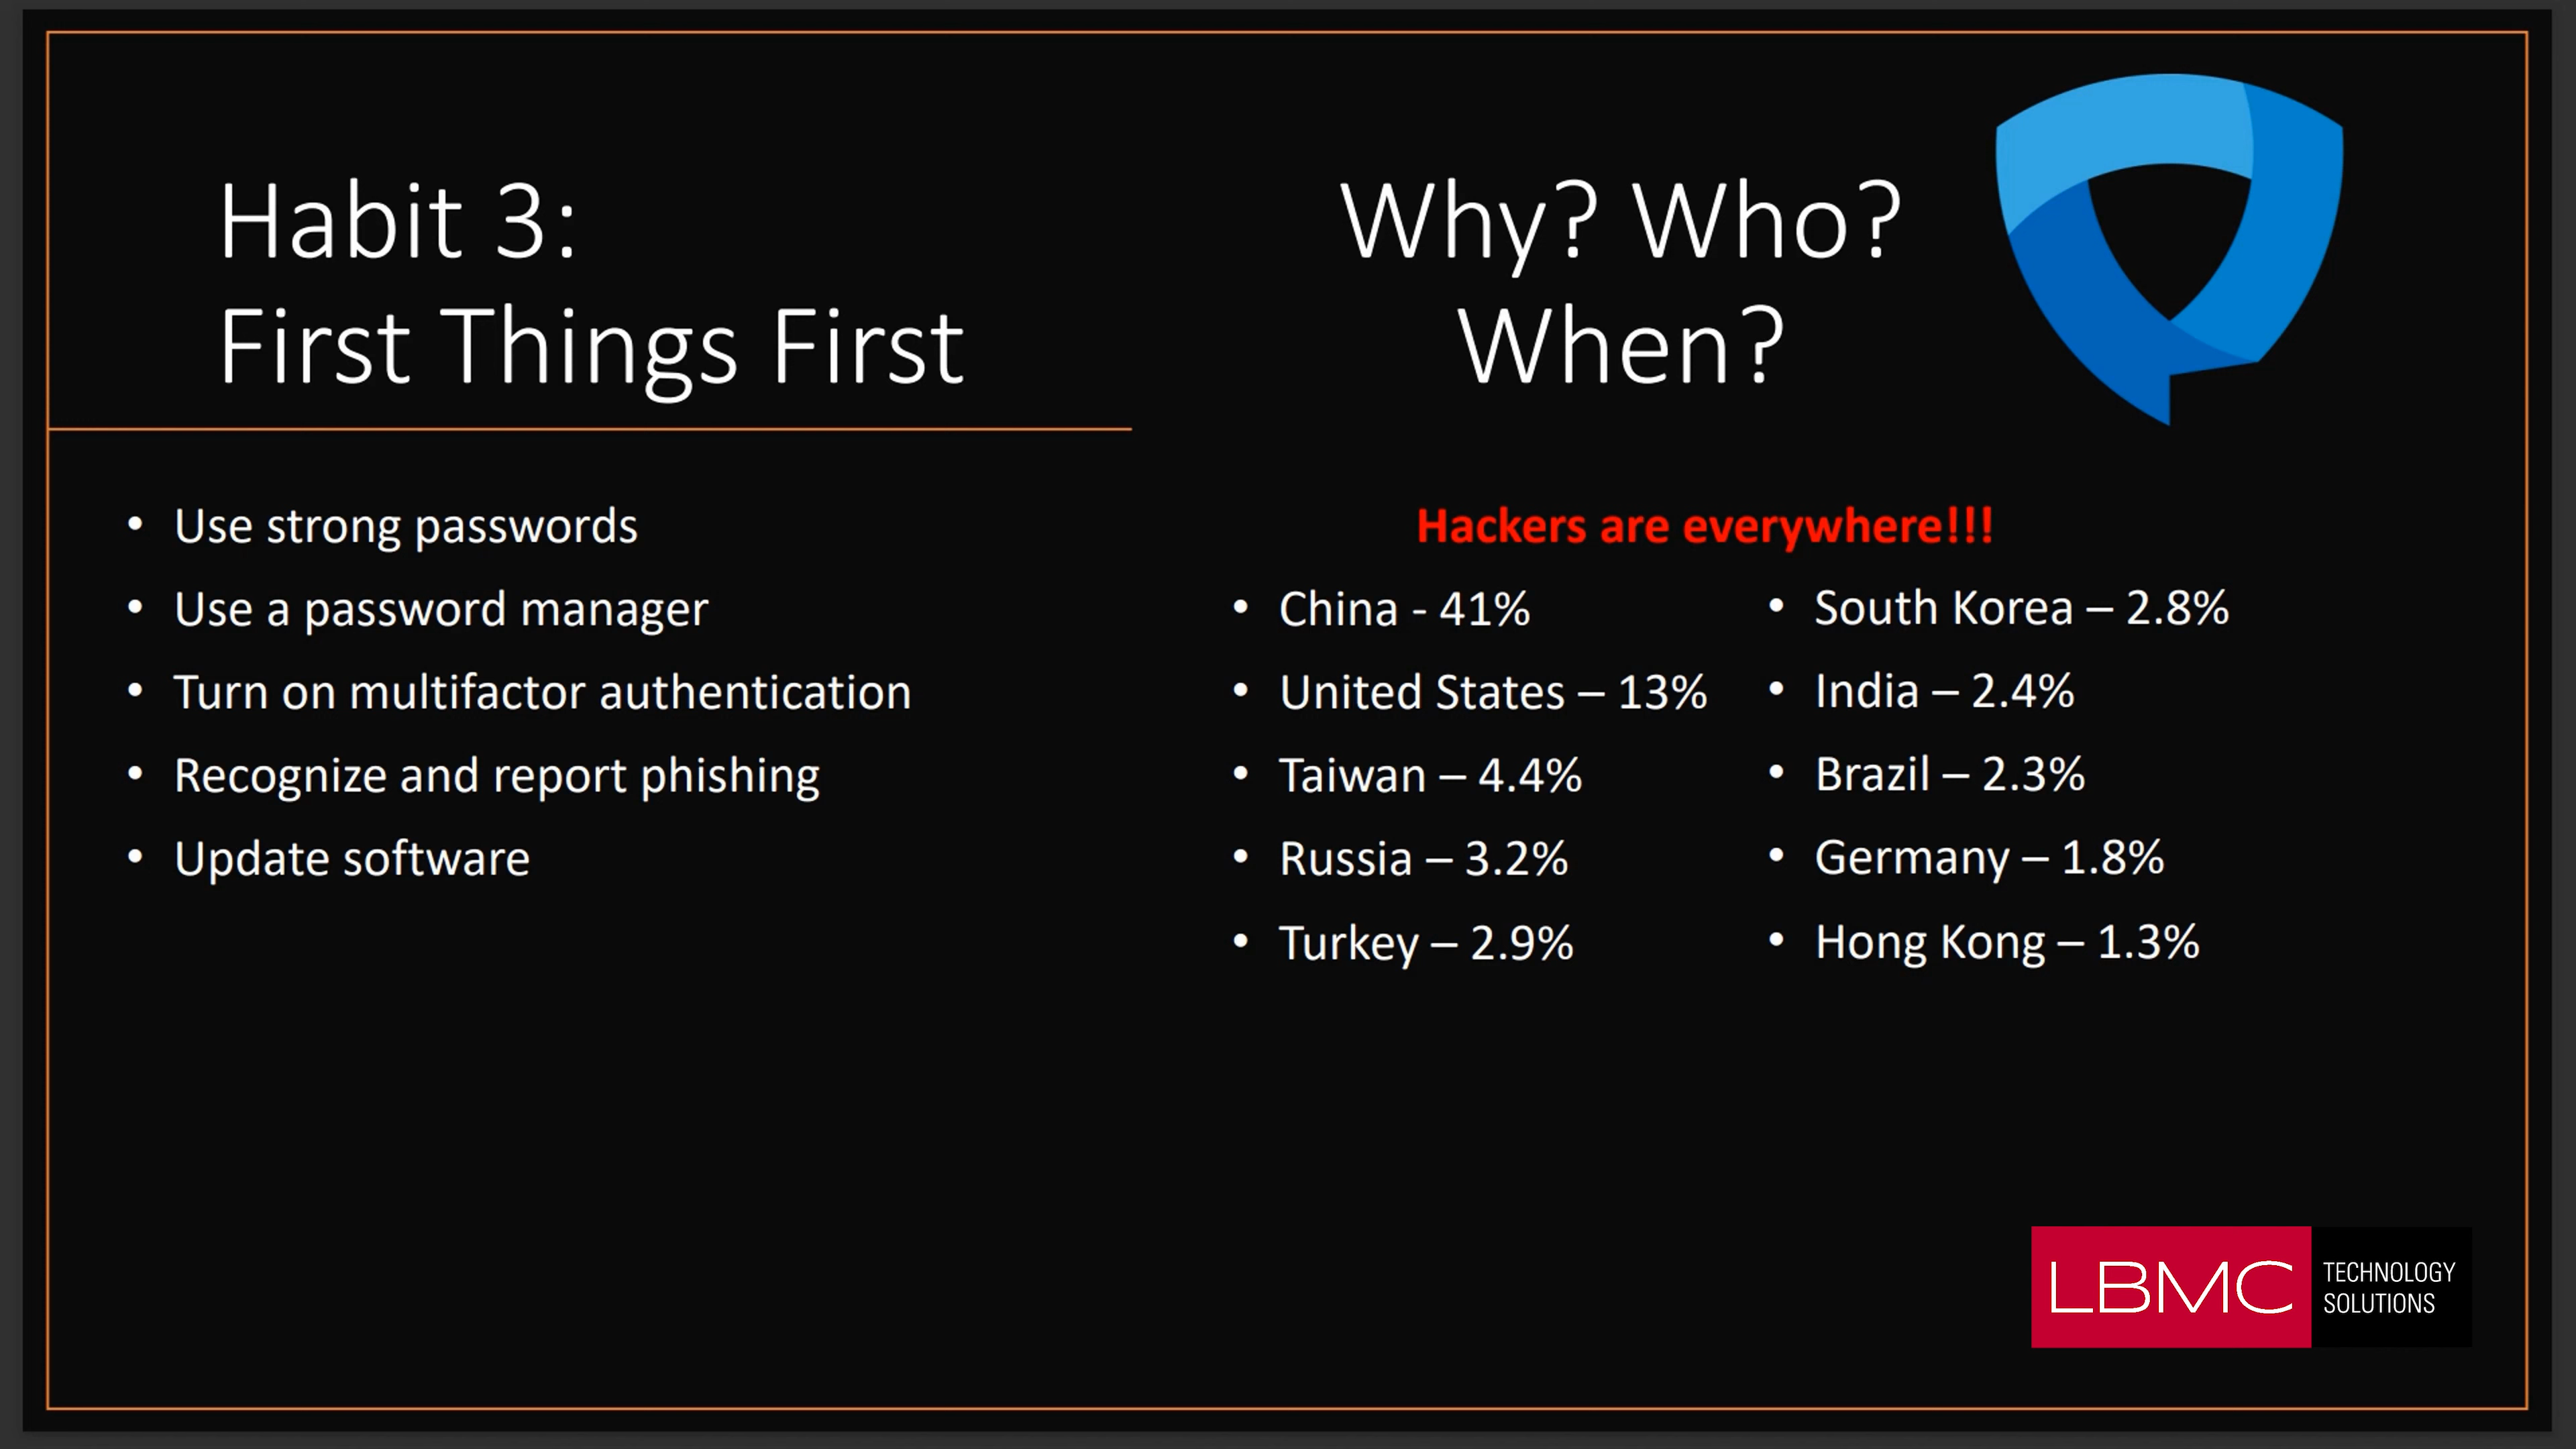 Habit 3:
First Things First
• Use strong passwords
• Use a password manager
• Turn on multifactor authentication
• Recognize and report phishing
• Update software
Why? Who?
When?
Hackers are everywhere!!!
• China - 41%
• United States – 13%
• Taiwan – 4.4%
• Russia – 3.2%
• Turkey – 2.9%
• South Korea – 2.8%
• India – 2.4%
• Brazil – 2.3%
• Germany – 1.8%
• Hong Kong – 1.3%
LBMC
TECHNOLOGY
SOLUTIONS